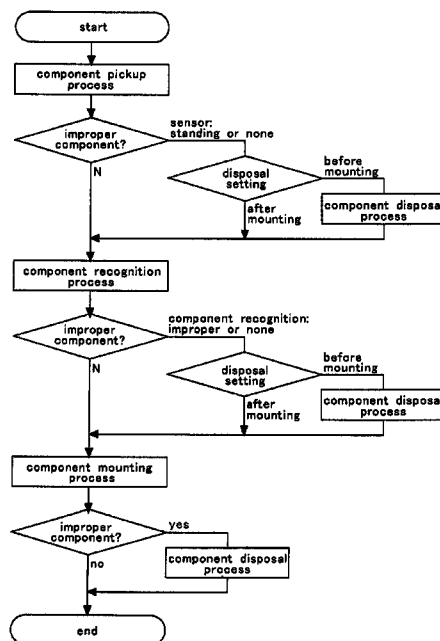 start
component pickup
process
improper
component?
sensor:
standing or none
N
disposal
setting
before
mounting
after
mounting
component disposal
process
component recognition
process
improper
component?
component recognition:
improper or none
N
disposal
setting
before
mounting
after
mounting
component disposal
process
component mounting
process
improper
component?
yes
no
component disposal
process
end